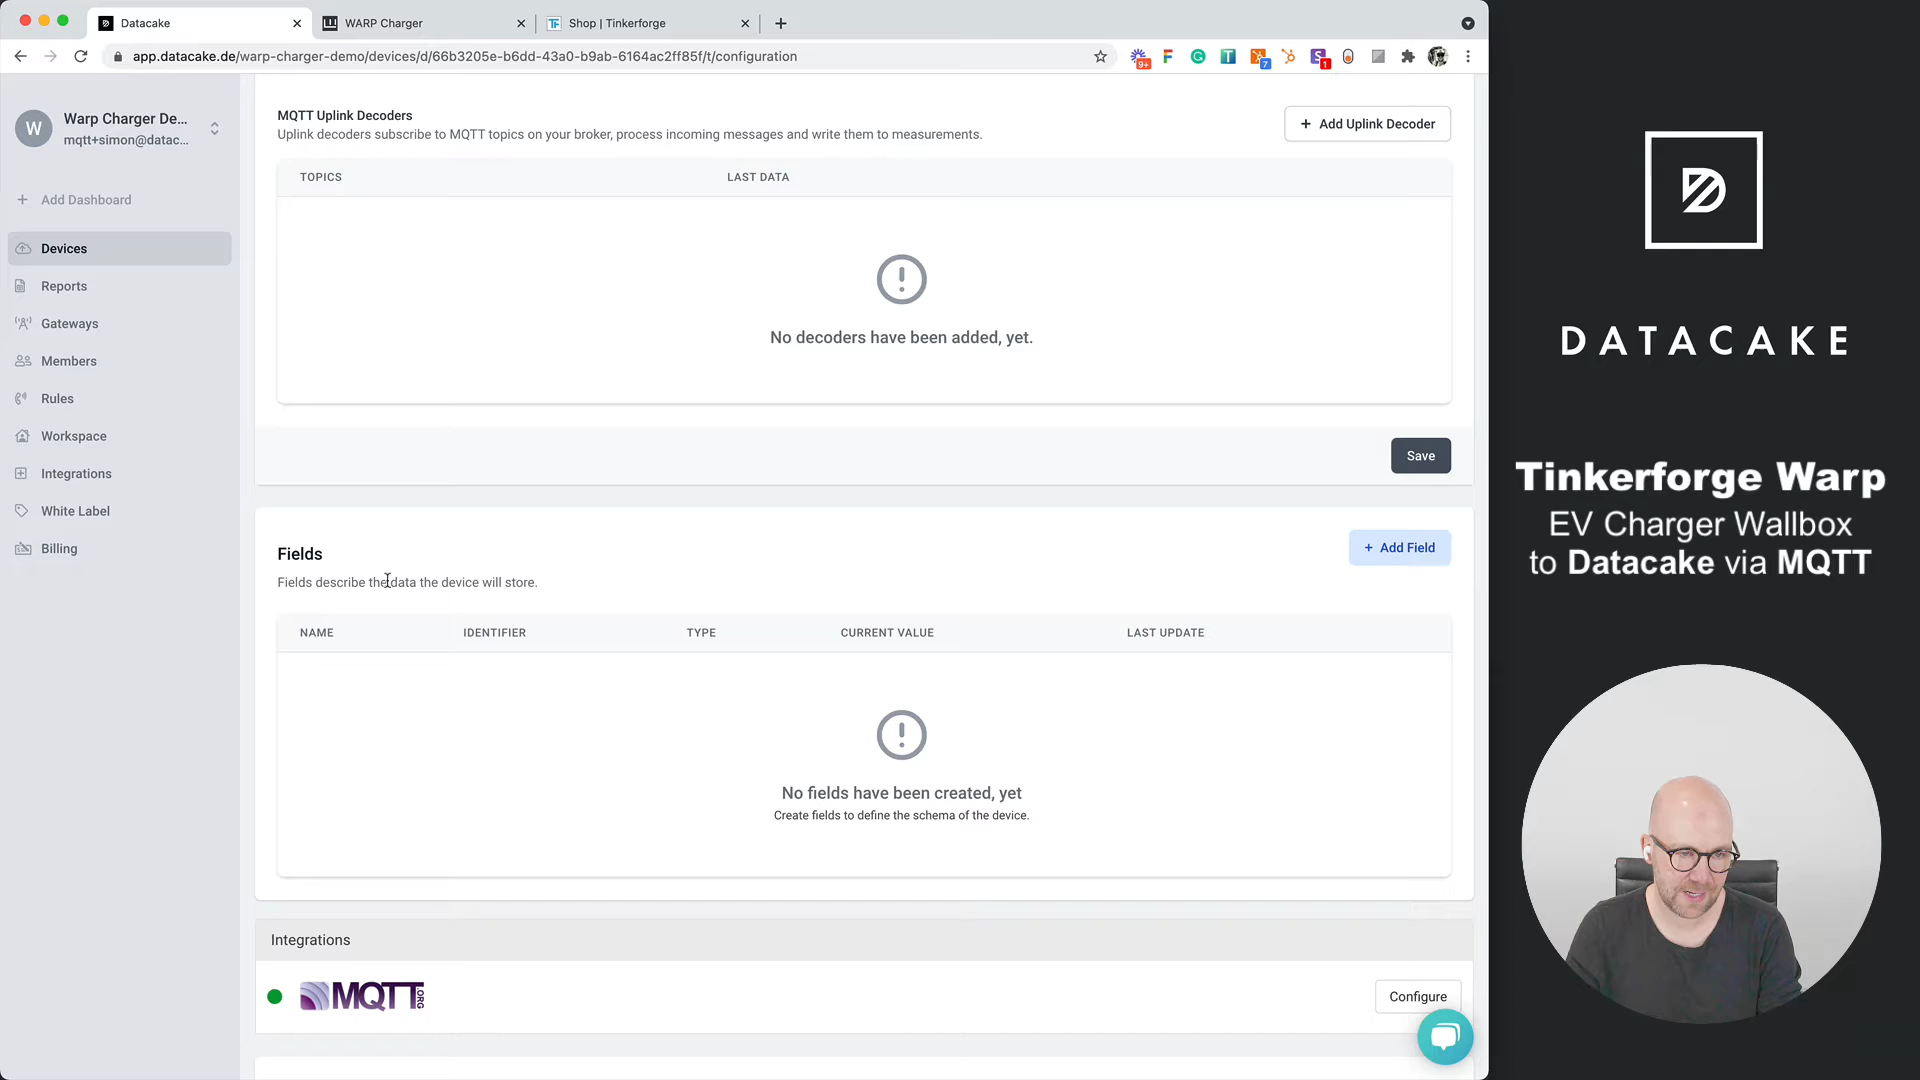 Datacake
WARP Charger
Shop | Tinkerforge
app.datacake.de/warp-charger-demo/devices/d/66b3205e-b6dd-43a0-b9ab-6164ac2ff85f/t/configuration
9+
7
1
W
Warp Charger De...
mqtt+simon@datac...
Add Dashboard
Devices
Reports
Gateways
Members
Rules
Workspace
Integrations
White Label
Billing
MQTT Uplink Decoders
Uplink decoders subscribe to MQTT topics on your broker, process incoming messages and write them to measurements.
+ Add Uplink Decoder
TOPICS LAST DATA
No decoders have been added, yet.
Save
Fields
Fields describe the data the device will store.
+ Add Field
NAME IDENTIFIER TYPE CURRENT VALUE LAST UPDATE
No fields have been created, yet
Create fields to define the schema of the device.
Integrations
MQTT.ORG
Configure
DATACAKE
Tinkerforge Warp
EV Charger Wallbox
to Datacake via MQTT